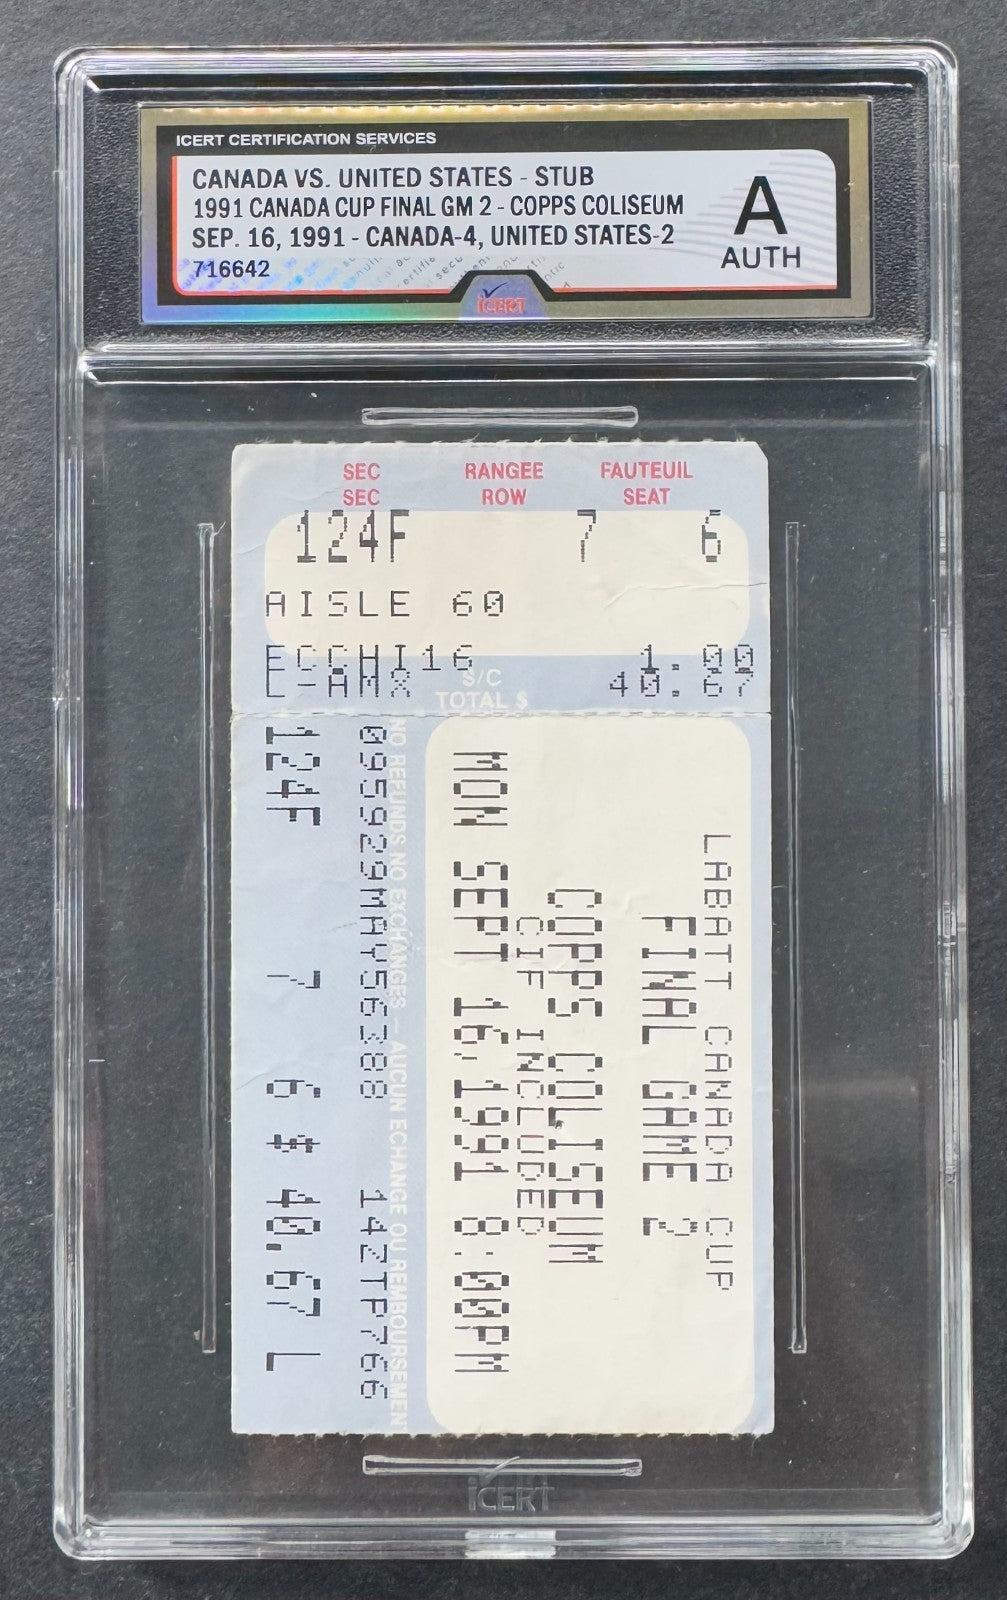 ICERT CERTIFICATION SERVICES
CANADA VS. UNITED STATES - STUB
1991 CANADA CUP FINAL GM 2 - COPPS COLISEUM
SEP. 16, 1991 - CANADA-4, UNITED STATES-2
716642
A
AUTH
iCERT
SEC RANGEE FAUTEUIL
SEC ROW SEAT
124F 7 6
AISLE 60
ECCHI16 1.00
S/C
C-AMX 40.67
TOTAL $
LABATT CANADA CUP
FINAL GAME 2
COPPS COLISEUM
CIF INCLUDED
MON SEPT 16,1991 8:00PM
NO REFUNDS NO EXCHANGES - AUCUN ECHANGE OU REMBOURSEMEN
095929MAY56388 142TP766
124F 7 6 $ 40.67 L
iCERT